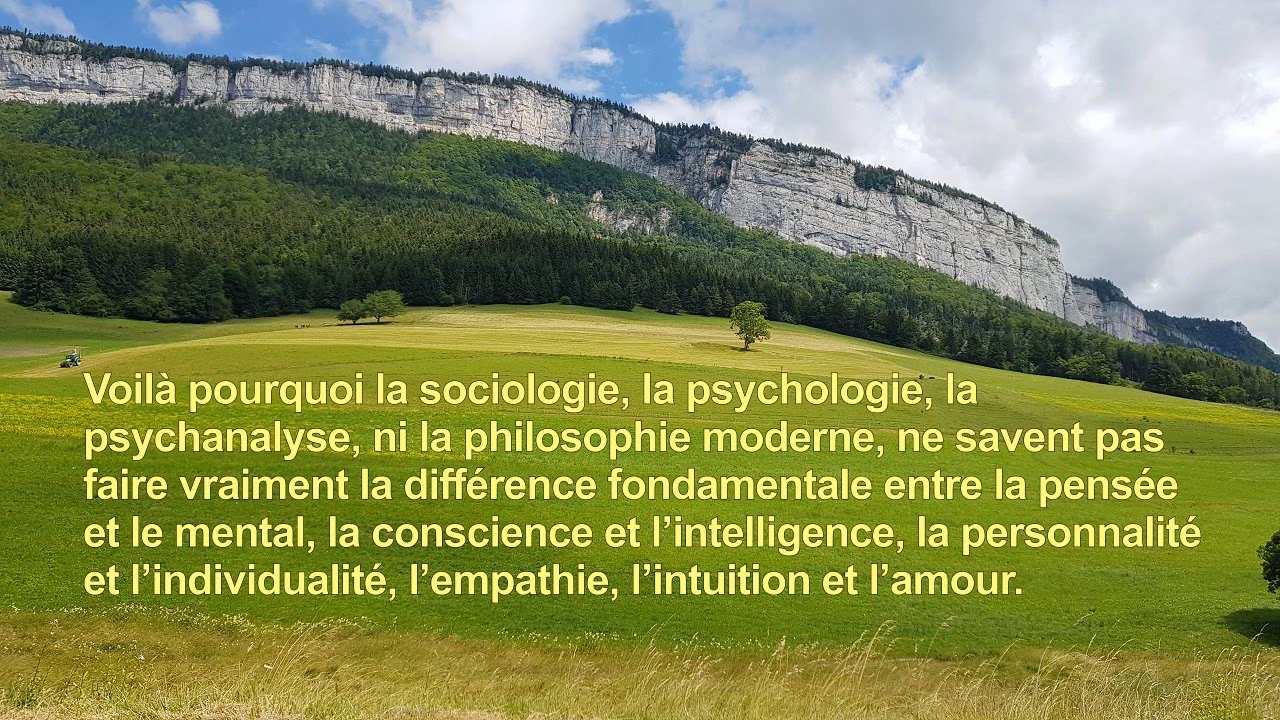 Voilà pourquoi la sociologie, la psychologie, la
psychanalyse, ni la philosophie moderne, ne savent pas
faire vraiment la différence fondamentale entre la pensée
et le mental, la conscience et l’intelligence, la personnalité
et l’individualité, l’empathie, l’intuition et l’amour.